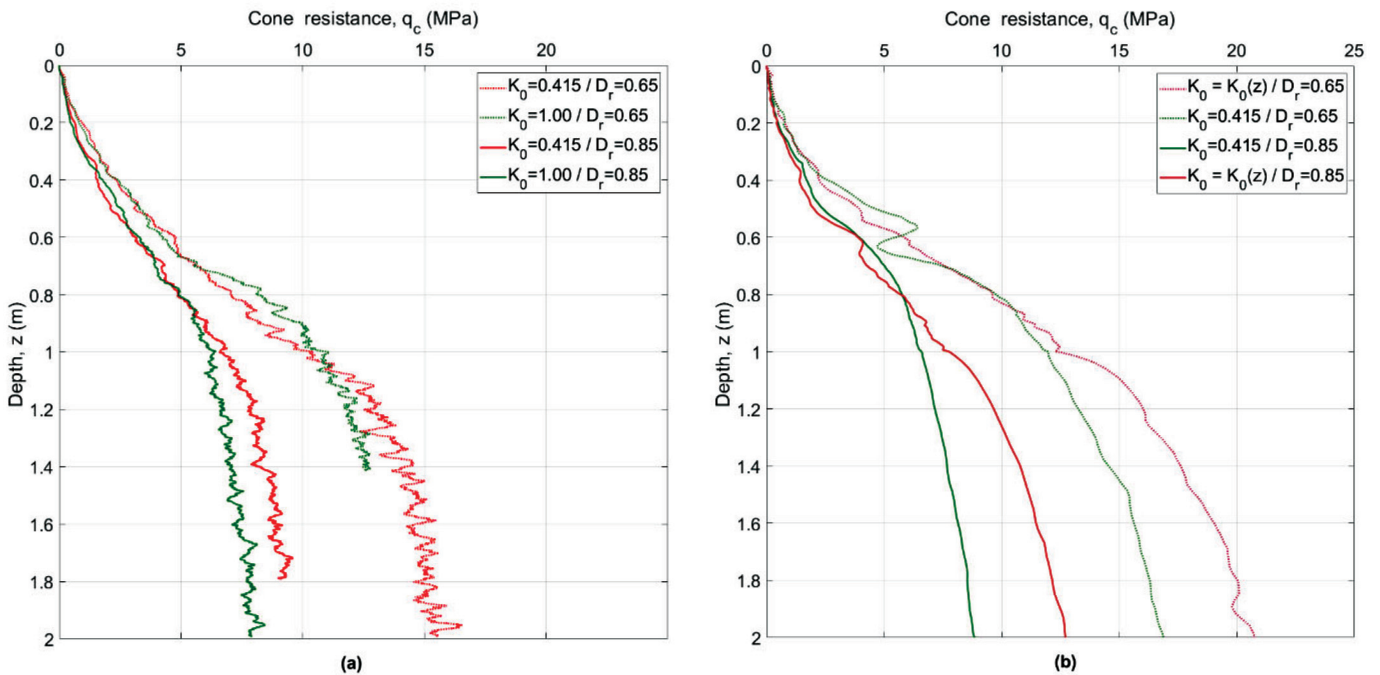 Cone resistance, q_c (MPa)
0 5 10 15 20
0
0.2
0.4
0.6
0.8
1
1.2
1.4
1.6
1.8
2
Depth, z (m)
K_0=0.415 / D_r=0.65
K_0=1.00 / D_r=0.65
K_0=0.415 / D_r=0.85
K_0=1.00 / D_r=0.85
(a)
Cone resistance, q_c (MPa)
0 5 10 15 20 25
0
0.2
0.4
0.6
0.8
1
1.2
1.4
1.6
1.8
2
Depth, z (m)
K_0 = K_0(z) / D_r=0.65
K_0=0.415 / D_r=0.65
K_0=0.415 / D_r=0.85
K_0 = K_0(z) / D_r=0.85
(b)